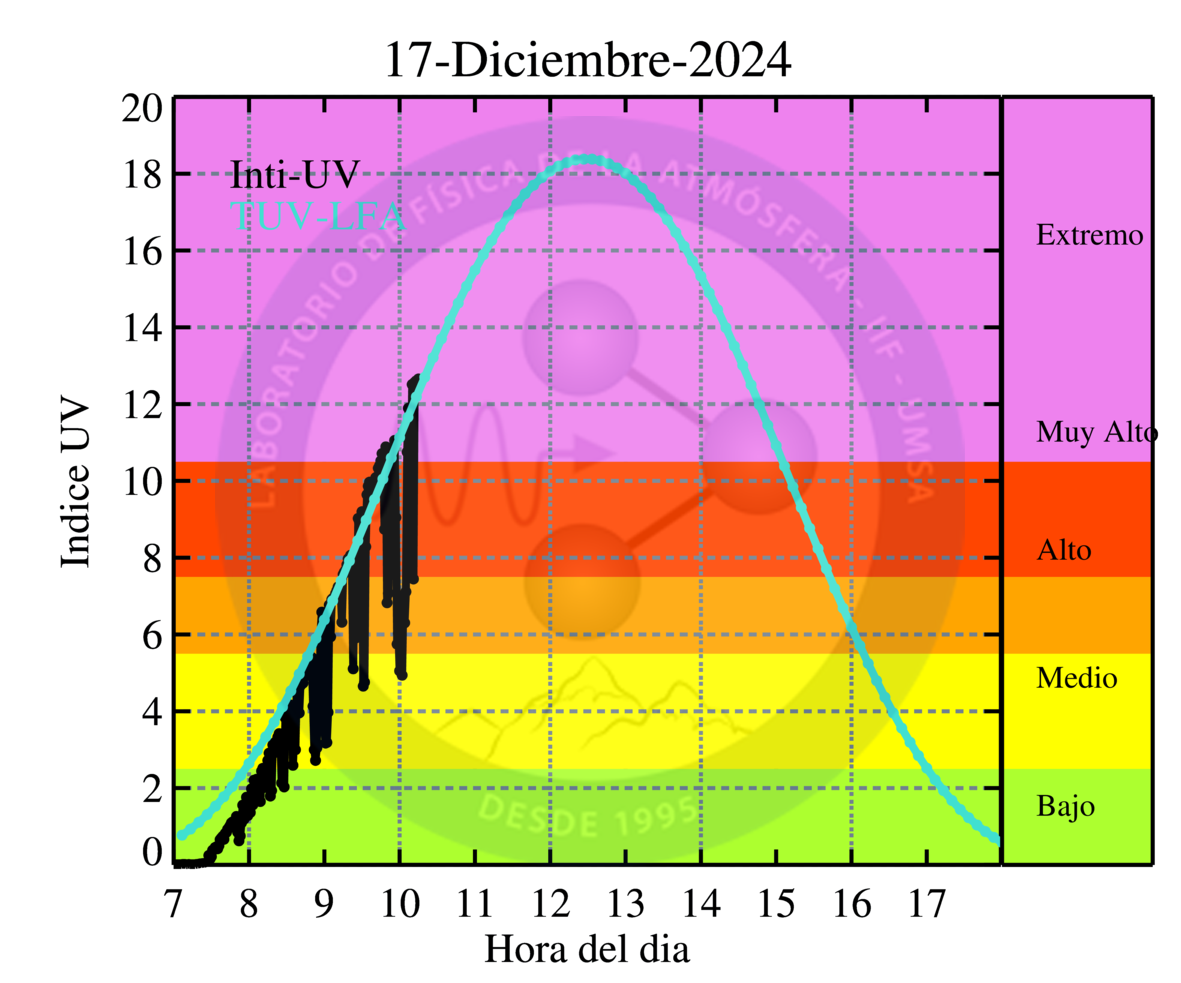 17-Diciembre-2024
20
18
16
14
12
10
8
6
4
2
0
Indice UV
Inti-UV
TUV-LFA
LABORATORIO DE FÍSICA DE LA ATMÓSFERA - IIF - UMSA
DESDE 1995
Extremo
Muy Alto
Alto
Medio
Bajo
7 8 9 10 11 12 13 14 15 16 17
Hora del dia